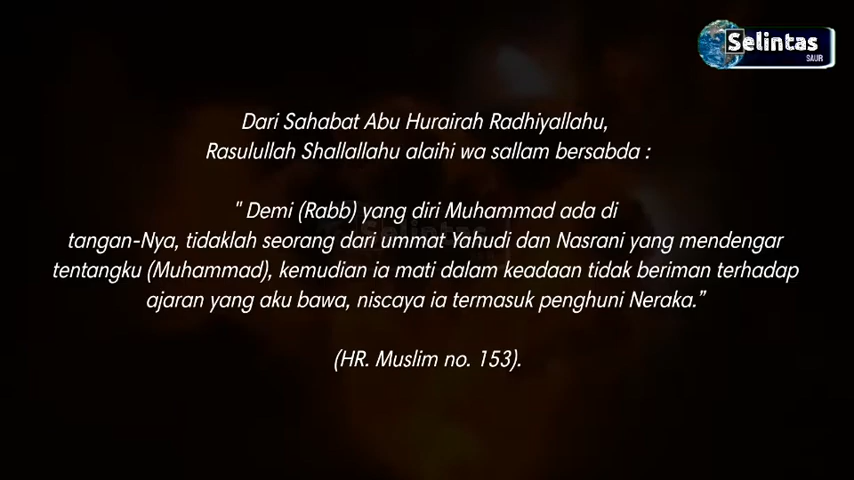 Selintas
SAUR
Dari Sahabat Abu Hurairah Radhiyallahu,
Rasulullah Shallallahu alaihi wa sallam bersabda :
" Demi (Rabb) yang diri Muhammad ada di
tangan-Nya, tidaklah seorang dari ummat Yahudi dan Nasrani yang mendengar
tentangku (Muhammad), kemudian ia mati dalam keadaan tidak beriman terhadap
ajaran yang aku bawa, niscaya ia termasuk penghuni Neraka.”
(HR. Muslim no. 153).
Selintas